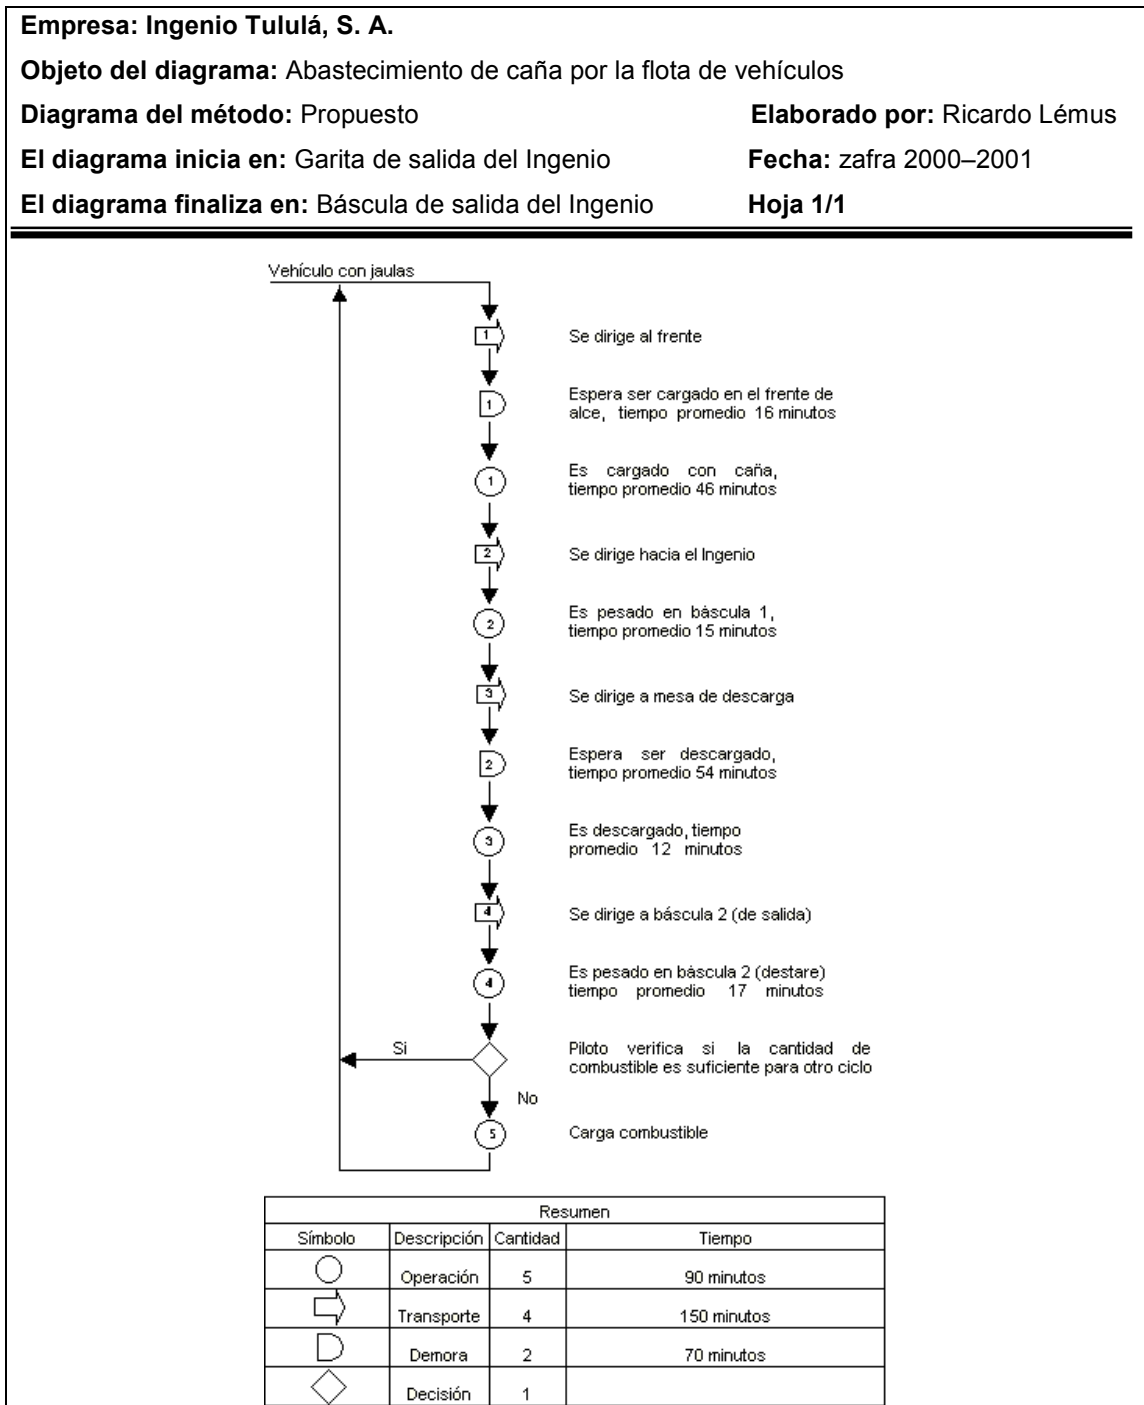 Empresa: Ingenio Tululá, S. A.
Objeto del diagrama: Abastecimiento de caña por la flota de vehículos
Diagrama del método: Propuesto Elaborado por: Ricardo Lémus
El diagrama inicia en: Garita de salida del Ingenio Fecha: zafra 2000–2001
El diagrama finaliza en: Báscula de salida del Ingenio Hoja 1/1
Vehículo con jaulas
1 Se dirige al frente
1 Espera ser cargado en el frente de
alce, tiempo promedio 16 minutos
1 Es cargado con caña,
tiempo promedio 46 minutos
2 Se dirige hacia el Ingenio
2 Es pesado en báscula 1,
tiempo promedio 15 minutos
3 Se dirige a mesa de descarga
2 Espera ser descargado,
tiempo promedio 54 minutos
3 Es descargado, tiempo
promedio 12 minutos
4 Se dirige a báscula 2 (de salida)
4 Es pesado en báscula 2 (destare)
tiempo promedio 17 minutos
Si Piloto verifica si la cantidad de
combustible es suficiente para otro ciclo
No
5 Carga combustible
Resumen
Símbolo Descripción Cantidad Tiempo
Operación 5 90 minutos
Transporte 4 150 minutos
Demora 2 70 minutos
Decisión 1